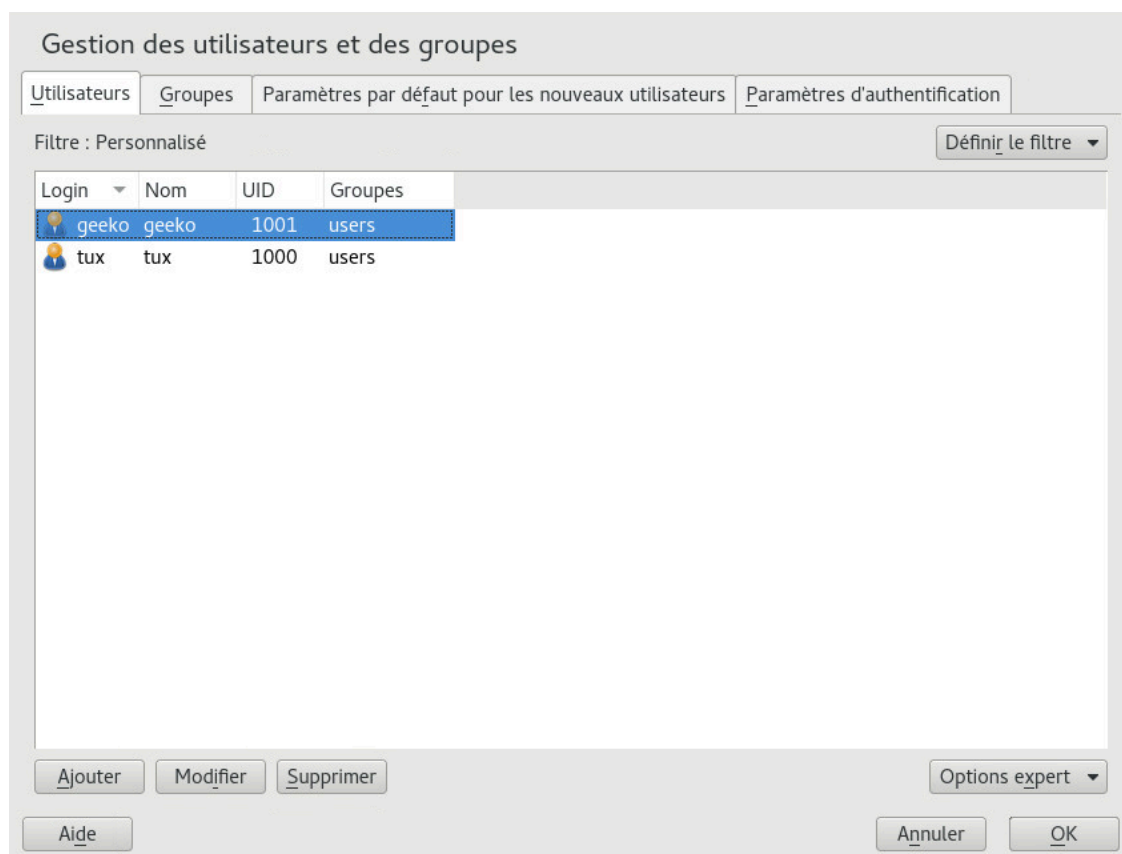 Gestion des utilisateurs et des groupes
Utilisateurs Groupes Paramètres par défaut pour les nouveaux utilisateurs Paramètres d'authentification
Filtre : Personnalisé Définir le filtre
Login Nom UID Groupes
geeko geeko 1001 users
tux tux 1000 users
Ajouter Modifier Supprimer Options expert
Aide Annuler OK